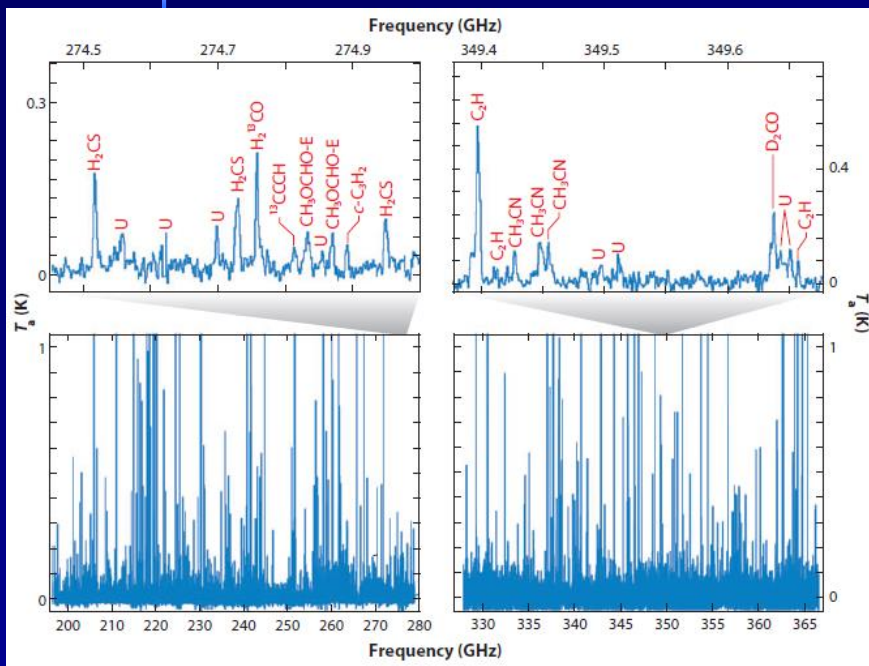 Frequency (GHz)
274.5 274.7 274.9 349.4 349.5 349.6
0.3
0
H₂CS
U
U
U
H₂CS
H₂¹³CO
¹³CCCH
CH₃OCHO-E
U
CH₃OCHO-E
c-C₃H₂
H₂CS
C₂H
C₂H
CH₃CN
CH₃CN
CH₃CN
U
U
D₂CO
U
C₂H
0.4
0
Tₐ (K)
Tₐ (K)
1
0
1
0
200 210 220 230 240 250 260 270 280 330 335 340 345 350 355 360 365
Frequency (GHz)